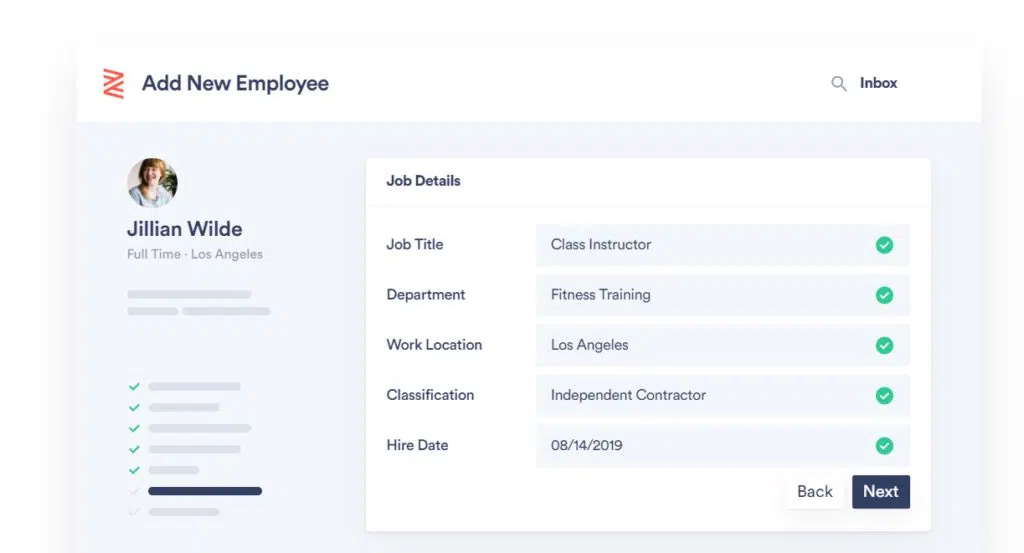 Add New Employee
Inbox
Jillian Wilde
Full Time · Los Angeles
Job Details
Job Title
Class Instructor
Department
Fitness Training
Work Location
Los Angeles
Classification
Independent Contractor
Hire Date
08/14/2019
Back
Next